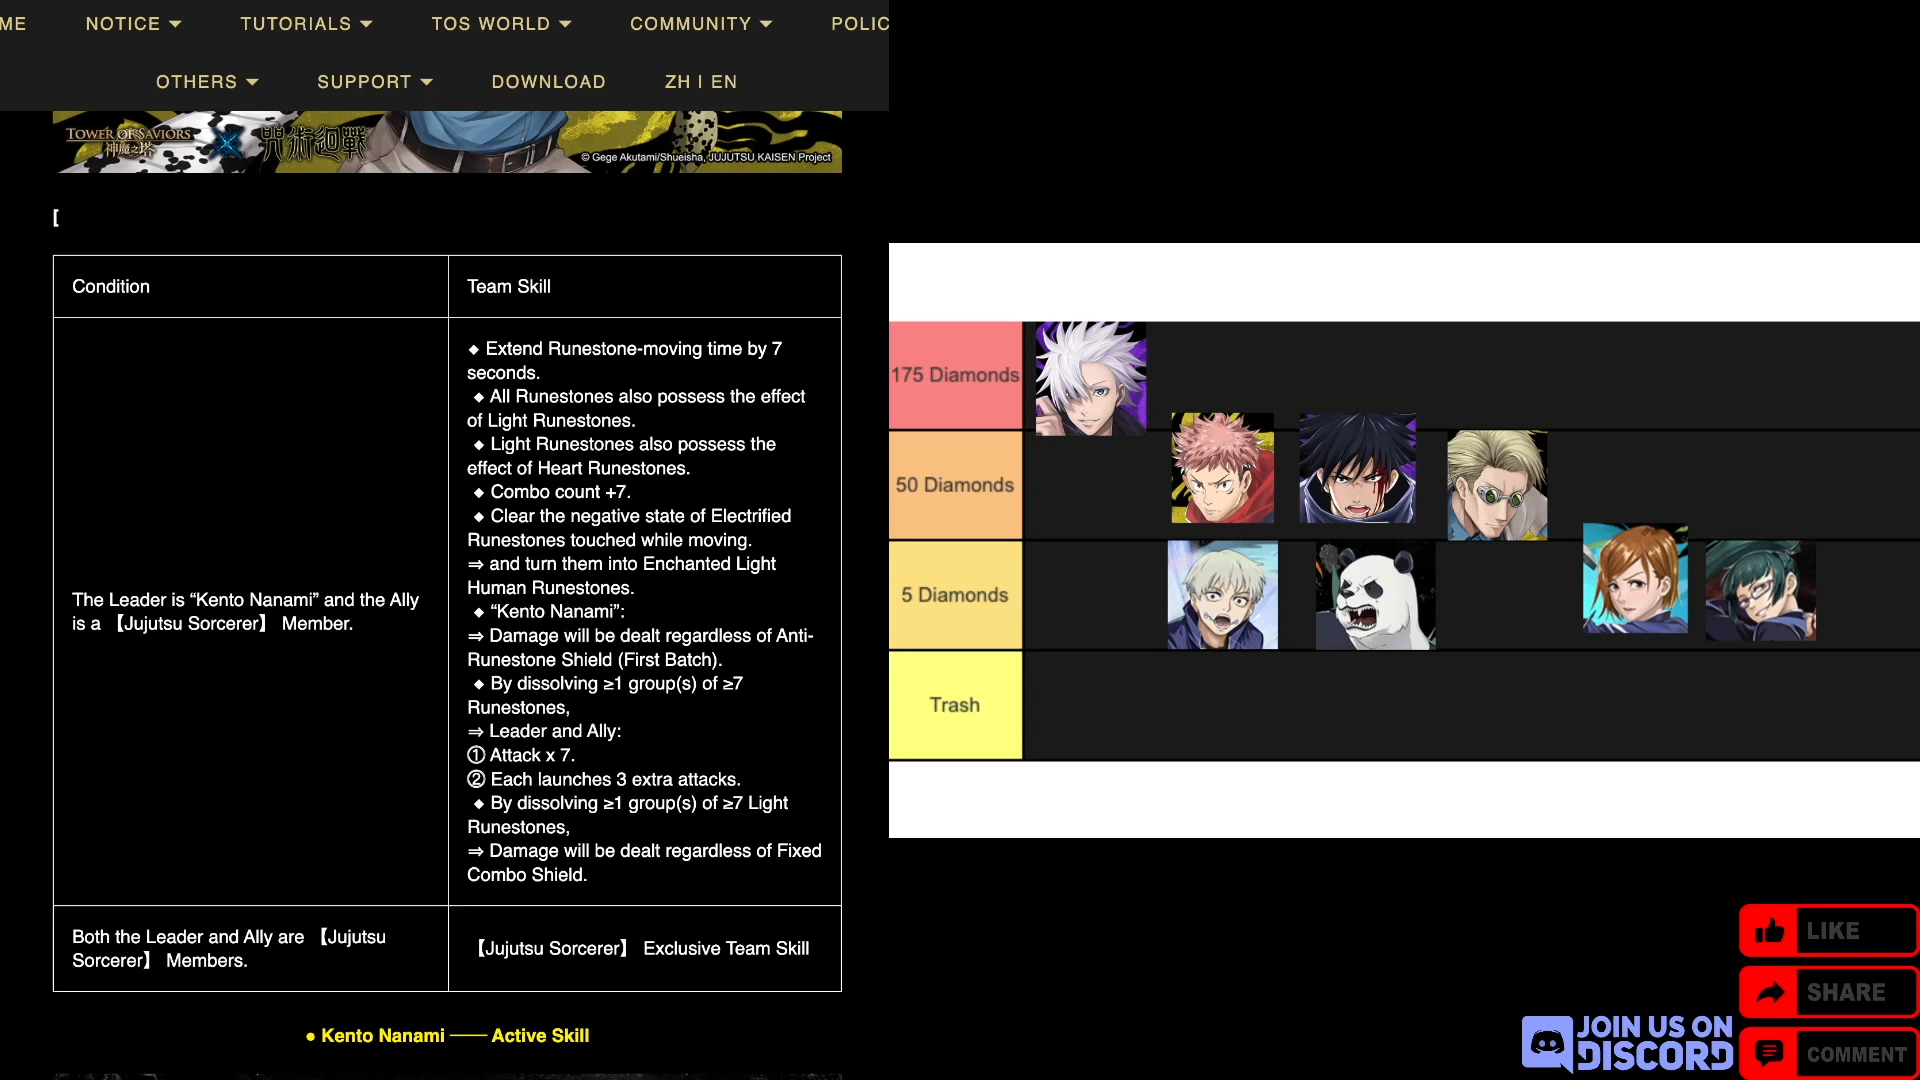 ME NOTICE TUTORIALS TOS WORLD COMMUNITY POLIC
OTHERS SUPPORT DOWNLOAD ZH | EN
TOWER OF SAVIORS
神魔之塔
咒術迴戰
© Gege Akutami/Shueisha, JUJUTSU KAISEN Project
[
Condition
Team Skill
The Leader is “Kento Nanami” and the Ally
is a 【Jujutsu Sorcerer】 Member.
◆ Extend Runestone-moving time by 7
seconds.
◆ All Runestones also possess the effect
of Light Runestones.
◆ Light Runestones also possess the
effect of Heart Runestones.
◆ Combo count +7.
◆ Clear the negative state of Electrified
Runestones touched while moving.
⇒ and turn them into Enchanted Light
Human Runestones.
◆ “Kento Nanami”:
⇒ Damage will be dealt regardless of Anti-
Runestone Shield (First Batch).
◆ By dissolving ≥1 group(s) of ≥7
Runestones,
⇒ Leader and Ally:
① Attack x 7.
② Each launches 3 extra attacks.
◆ By dissolving ≥1 group(s) of ≥7 Light
Runestones,
⇒ Damage will be dealt regardless of Fixed
Combo Shield.
Both the Leader and Ally are 【Jujutsu
Sorcerer】 Members.
【Jujutsu Sorcerer】 Exclusive Team Skill
● Kento Nanami —— Active Skill
175 Diamonds
50 Diamonds
5 Diamonds
Trash
LIKE
SHARE
COMMENT
JOIN US ON
DISCORD